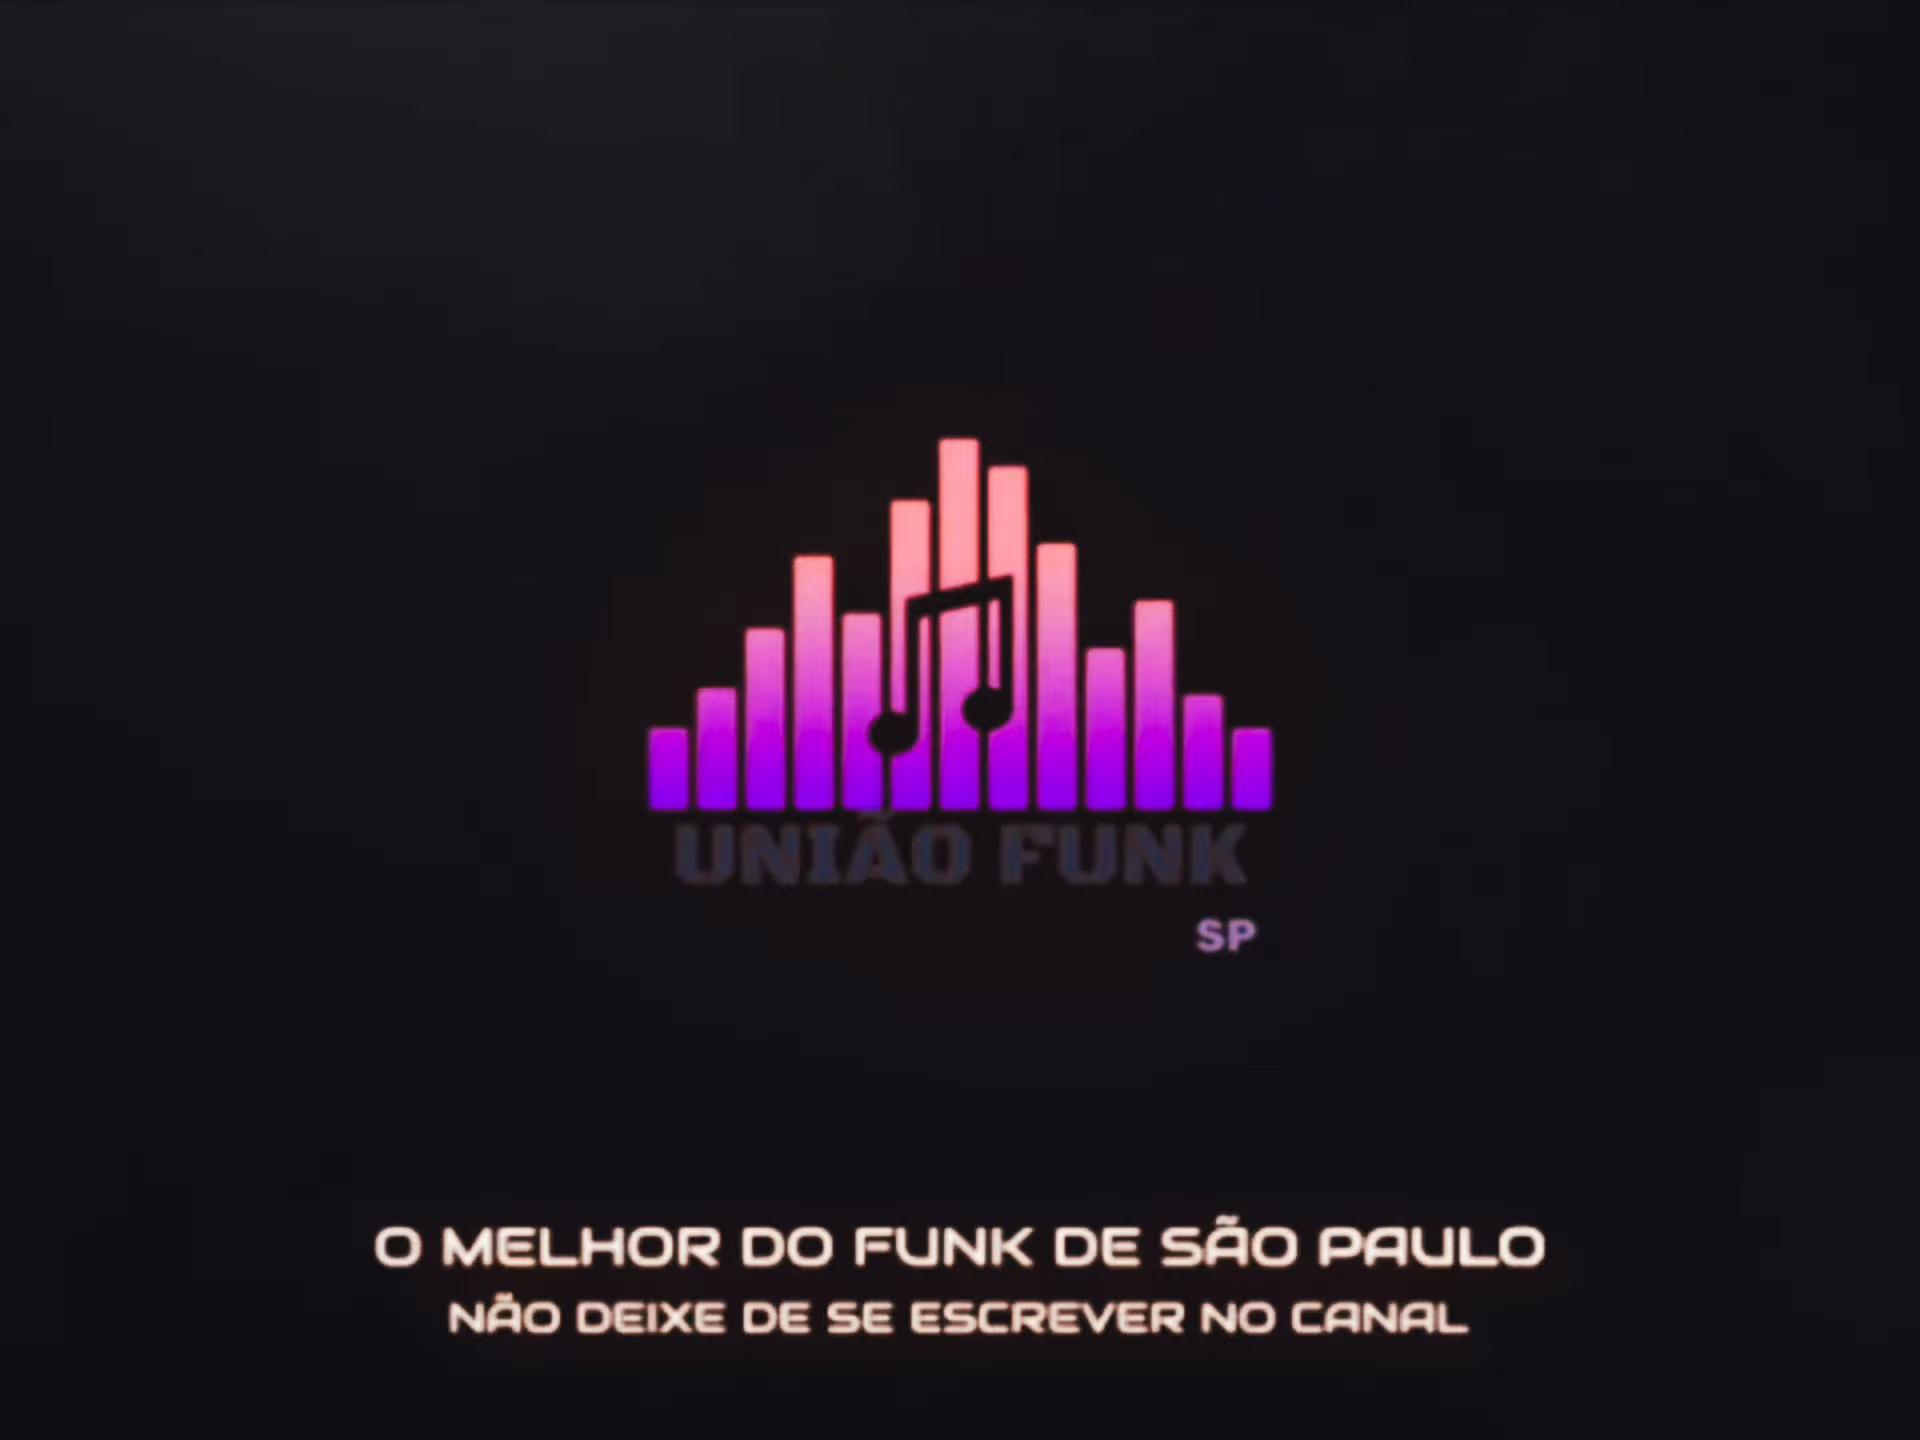 UNIÃO FUNK
SP
O MELHOR DO FUNK DE SÃO PAULO
NÃO DEIXE DE SE ESCREVER NO CANAL